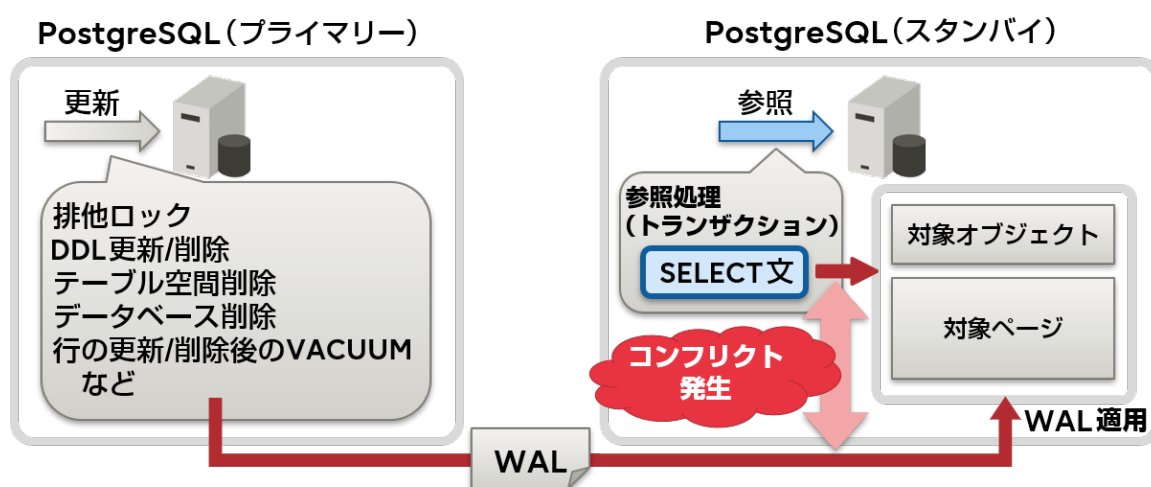 PostgreSQL（プライマリー）
更新
排他ロック
DDL更新/削除
テーブル空間削除
データベース削除
行の更新/削除後のVACUUM
など
PostgreSQL（スタンバイ）
参照
参照処理
（トランザクション）
SELECT文
対象オブジェクト
対象ページ
コンフリクト
発生
WAL適用
WAL